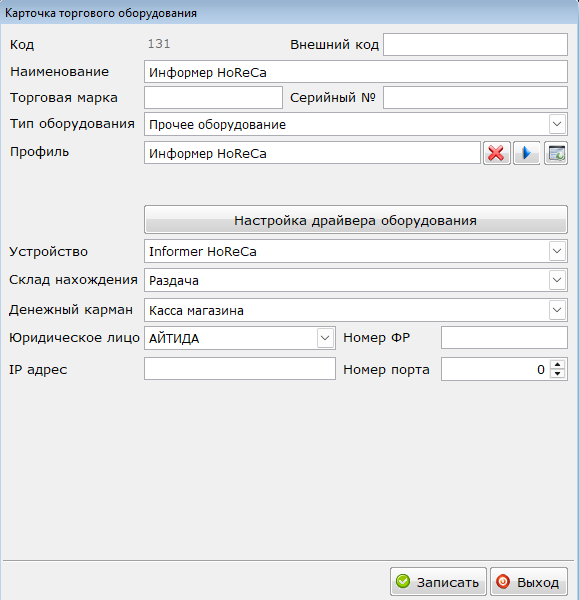 Карточка торгового оборудования
Код 131 Внешний код
Наименование Информер HoReCa
Торговая марка Серийный №
Тип оборудования Прочее оборудование
Профиль Информер HoReCa
Настройка драйвера оборудования
Устройство Informer HoReCa
Склад нахождения Раздача
Денежный карман Касса магазина
Юридическое лицо АЙТИДА Номер ФР
IP адрес Номер порта 0
Записать Выход